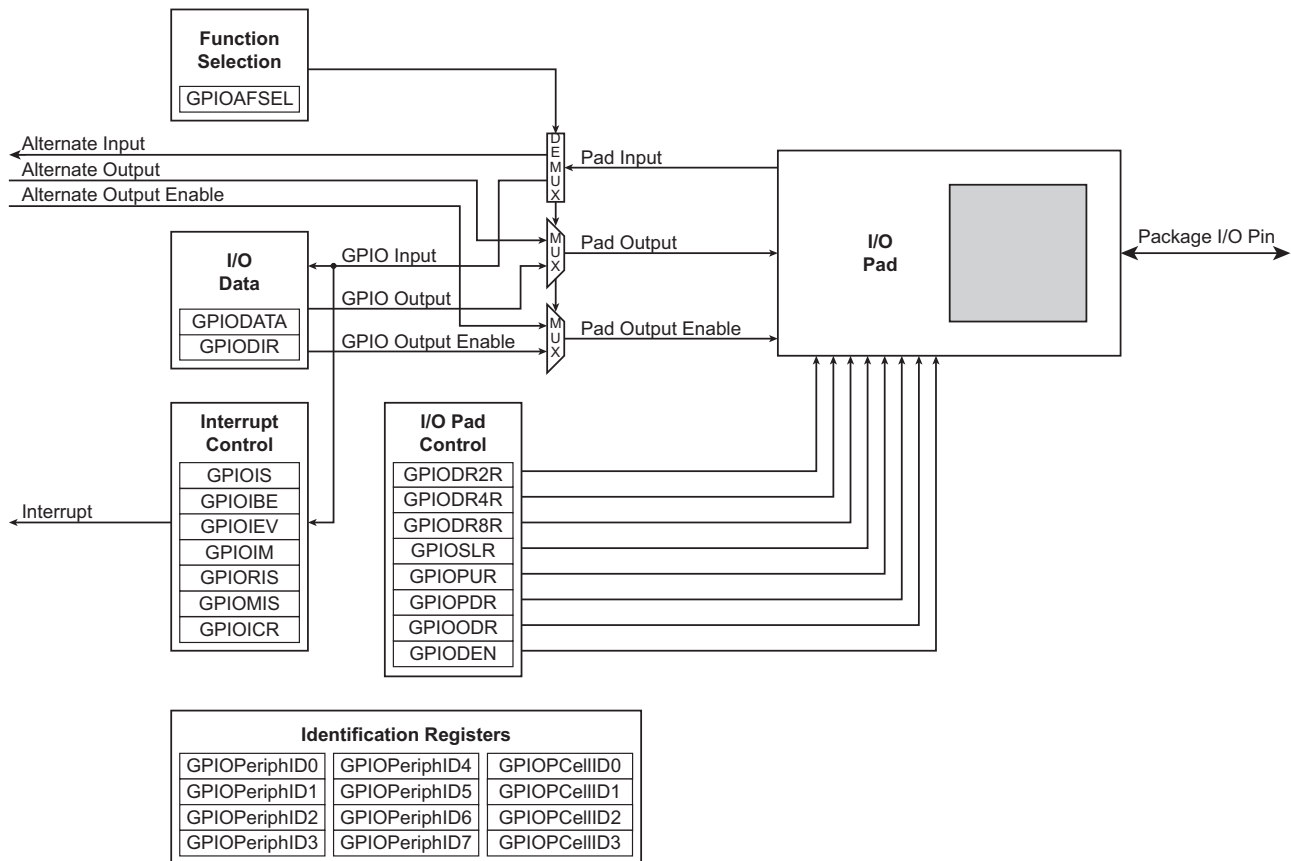 Function
Selection
GPIOAFSEL
Alternate Input
Alternate Output
Alternate Output Enable
DEMUX
Pad Input
I/O
Data
GPIODATA
GPIODIR
GPIO Input
GPIO Output
GPIO Output Enable
MUX
Pad Output
MUX
Pad Output Enable
I/O
Pad
Package I/O Pin
Interrupt
Control
GPIOIS
GPIOIBE
GPIOIEV
GPIOIM
GPIORIS
GPIOMIS
GPIOICR
Interrupt
I/O Pad
Control
GPIODR2R
GPIODR4R
GPIODR8R
GPIOSLR
GPIOPUR
GPIOPDR
GPIOODR
GPIODEN
Identification Registers
GPIOPeriphID0 GPIOPeriphID4 GPIOPCellID0
GPIOPeriphID1 GPIOPeriphID5 GPIOPCellID1
GPIOPeriphID2 GPIOPeriphID6 GPIOPCellID2
GPIOPeriphID3 GPIOPeriphID7 GPIOPCellID3